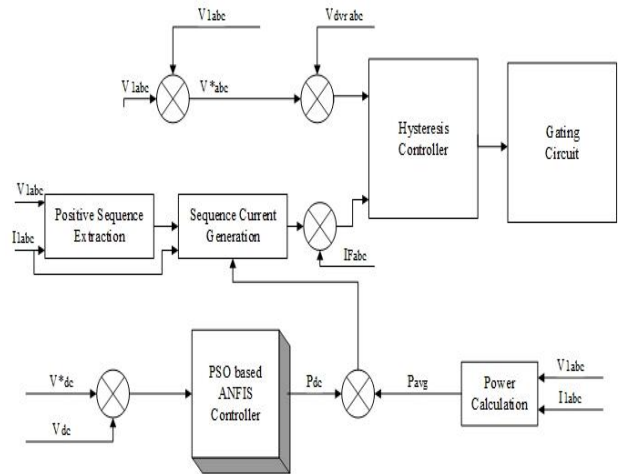 V1abc
Vdvr abc
V1abc
V*abc
Hysteresis
Controller
Gating
Circuit
V1abc
I1abc
Positive Sequence
Extraction
Sequence Current
Generation
IFabc
V*dc
Vdc
PSO based
ANFIS
Controller
Pdc
Pavg
Power
Calculation
V1abc
I1abc